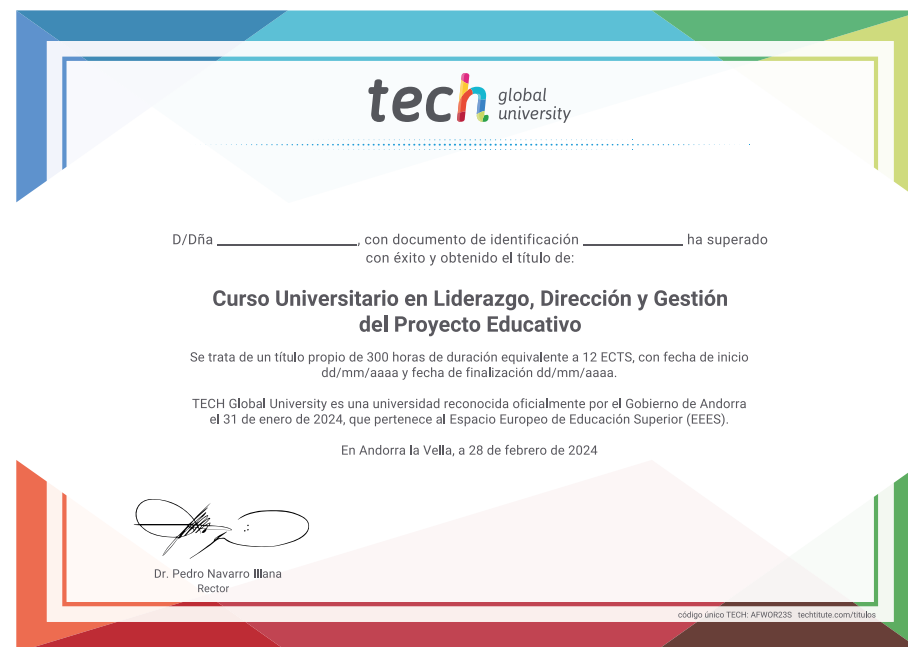 tech global university
D/Dña ____________________, con documento de identificación ______________ ha superado
con éxito y obtenido el título de:
Curso Universitario en Liderazgo, Dirección y Gestión
del Proyecto Educativo
Se trata de un título propio de 300 horas de duración equivalente a 12 ECTS, con fecha de inicio
dd/mm/aaaa y fecha de finalización dd/mm/aaaa.
TECH Global University es una universidad reconocida oficialmente por el Gobierno de Andorra
el 31 de enero de 2024, que pertenece al Espacio Europeo de Educación Superior (EEES).
En Andorra la Vella, a 28 de febrero de 2024
Dr. Pedro Navarro Illana
Rector
código único TECH: AFWOR23S techtitute.com/titulos